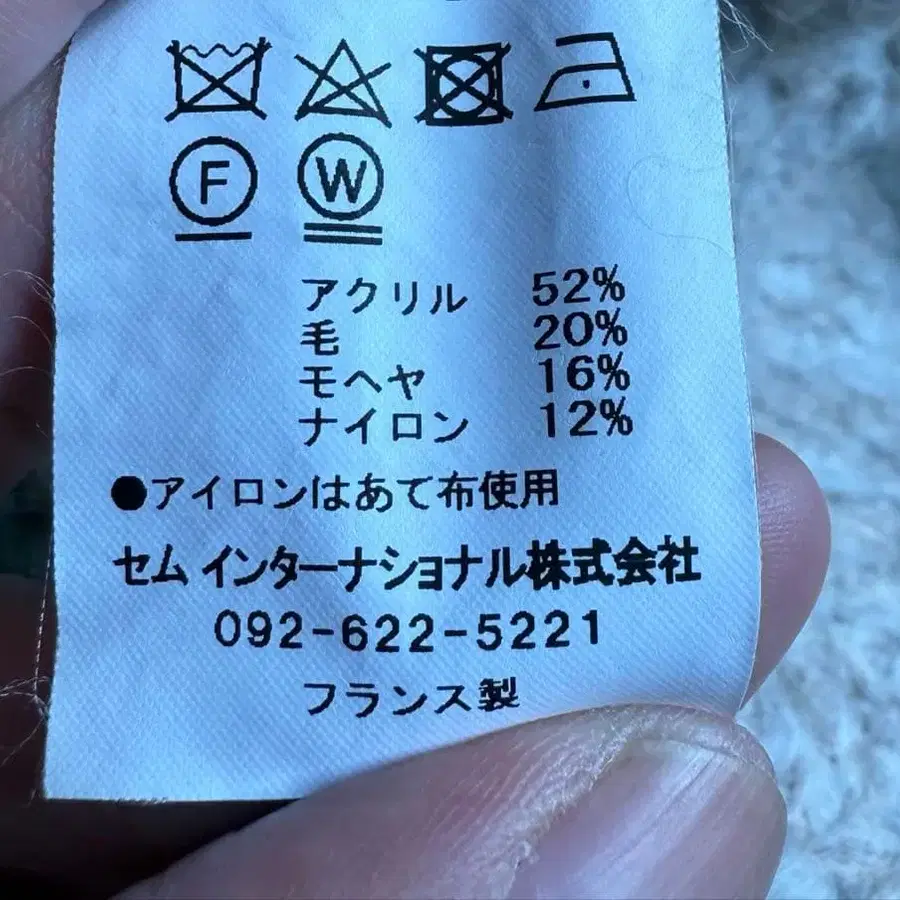 F W
アクリル 52%
毛 20%
モヘヤ 16%
ナイロン 12%
●アイロンはあて布使用
セム インターナショナル株式会社
092-622-5221
フランス製